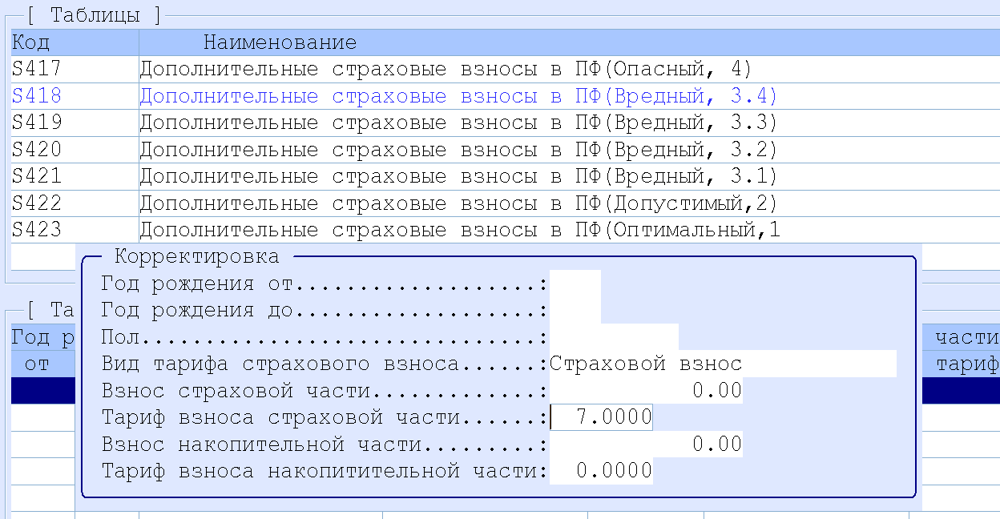 [ Таблицы ]
Код Наименование
S417 Дополнительные страховые взносы в ПФ(Опасный, 4)
S418 Дополнительные страховые взносы в ПФ(Вредный, 3.4)
S419 Дополнительные страховые взносы в ПФ(Вредный, 3.3)
S420 Дополнительные страховые взносы в ПФ(Вредный, 3.2)
S421 Дополнительные страховые взносы в ПФ(Вредный, 3.1)
S422 Дополнительные страховые взносы в ПФ(Допустимый,2)
S423 Дополнительные страховые взносы в ПФ(Оптимальный,1
Корректировка
Год рождения от...................:
Год рождения до...................:
[ Та
Год р Пол...............................: части
от Вид тарифа страхового взноса......:Страховой взнос тариф
Взнос страховой части.............: 0.00
Тариф взноса страховой части......: 7.0000
Взнос накопительной части.........: 0.00
Тариф взноса накопитительной части: 0.0000